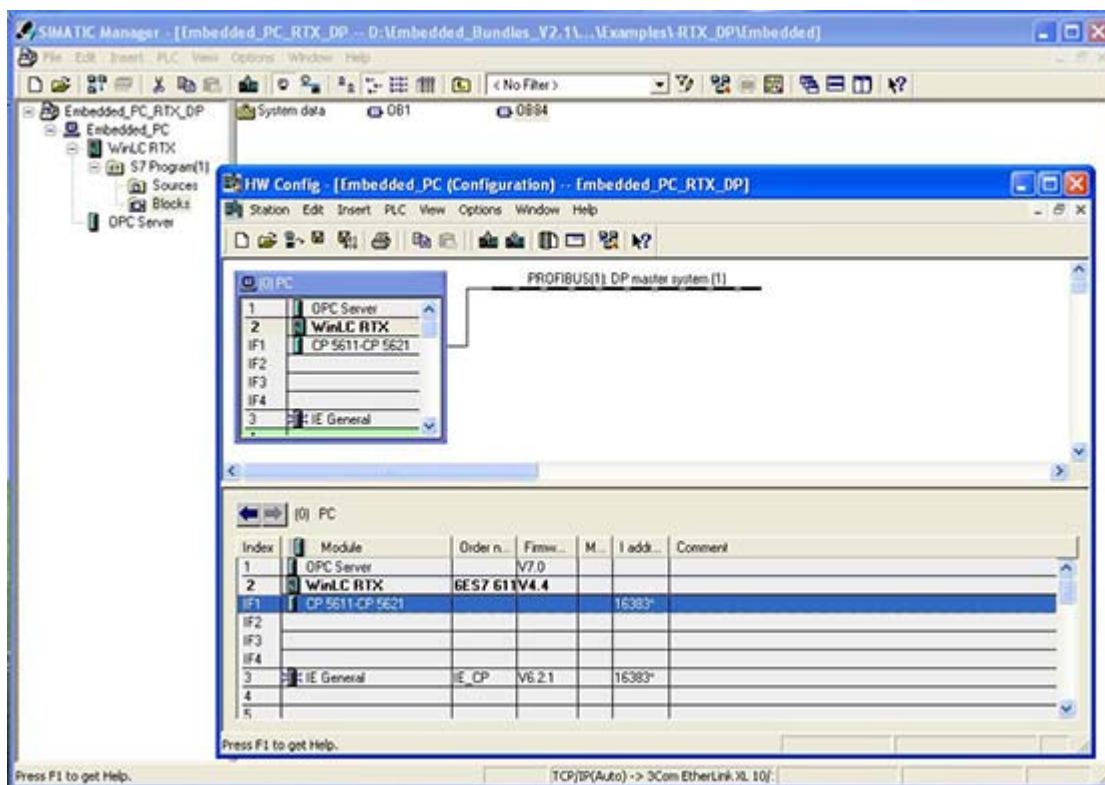 SIMATIC Manager - [Embedded_PC_RTX_DP -- D:\Embedded_Bundles_V2.1\...\Examples\RTX_DP\Embedded]
File Edit Insert PLC View Options Window Help
< No Filter >
Embedded_PC_RTX_DP
Embedded_PC
WinLC RTX
S7 Program(1)
Sources
Blocks
OPC Server
System data OB1 OB84
HW Config - [Embedded_PC (Configuration) -- Embedded_PC_RTX_DP]
Station Edit Insert PLC View Options Window Help
(0) PC
1 OPC Server
2 WinLC RTX
IF1 CP 5611-CP 5621
IF2
IF3
IF4
3 IE General
PROFIBUS(1): DP master system (1)
(0) PC
Index Module Order n... Firmw... M... I addr... Comment
1 OPC Server V7.0
2 WinLC RTX 6ES7 611 V4.4
IF1 CP 5611-CP 5621 16383*
IF2
IF3
IF4
3 IE General IE_CP V6.2.1 16383*
4
5
Press F1 to get Help.
Press F1 to get Help. TCP/IP(Auto) -> 3Com EtherLink XL 10/: